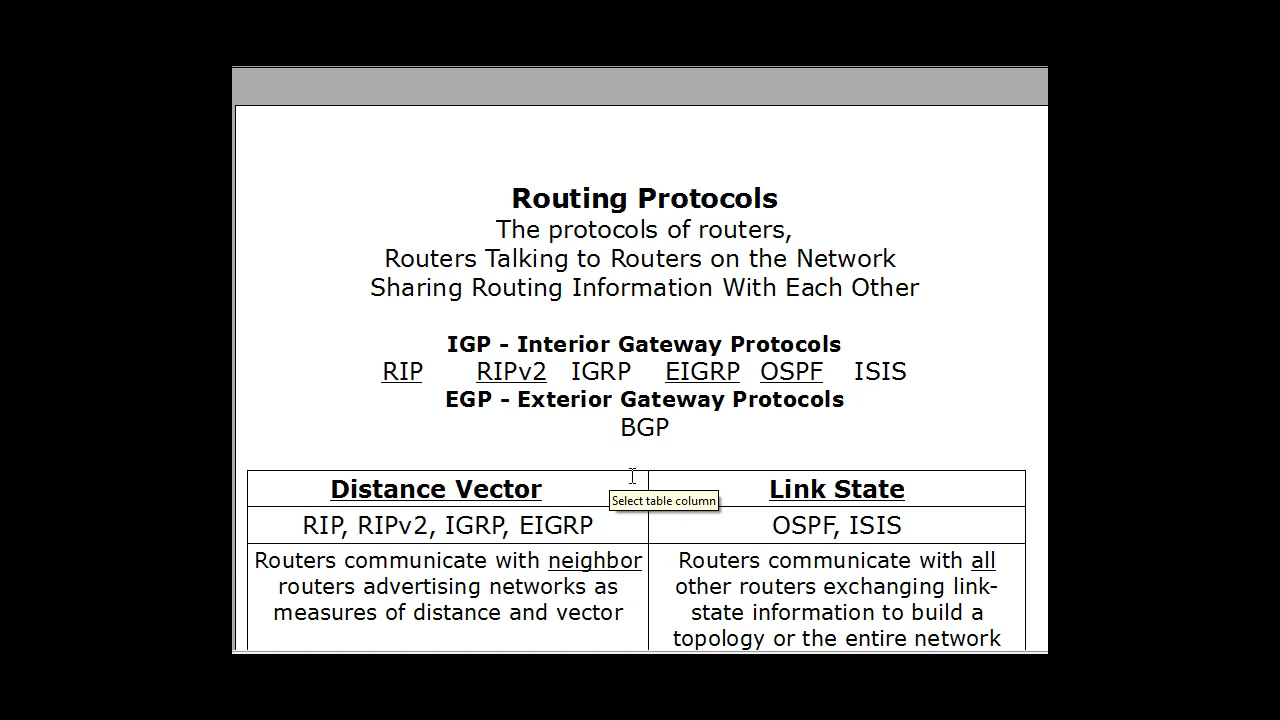 Routing Protocols
The protocols of routers,
Routers Talking to Routers on the Network
Sharing Routing Information With Each Other
IGP - Interior Gateway Protocols
RIP RIPv2 IGRP EIGRP OSPF ISIS
EGP - Exterior Gateway Protocols
BGP
Distance Vector
Link State
Select table column
RIP, RIPv2, IGRP, EIGRP
OSPF, ISIS
Routers communicate with neighbor
routers advertising networks as
measures of distance and vector
Routers communicate with all
other routers exchanging link-
state information to build a
topology or the entire network